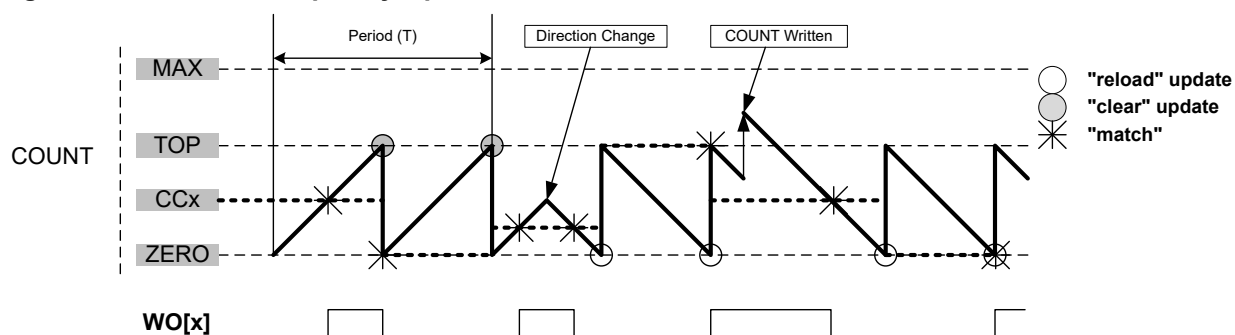 Period (T)
Direction Change
COUNT Written
MAX
"reload" update
"clear" update
TOP
"match"
COUNT
CCx
ZERO
WO[x]